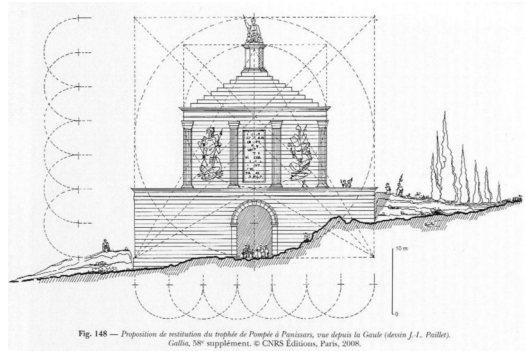 10 m
0
Fig. 148 — Proposition de restitution du trophée de Pompée à Panissars, vue depuis la Gaule (dessin J.-L. Paillet).
Gallia, 58e supplément. © CNRS Éditions, Paris, 2008.